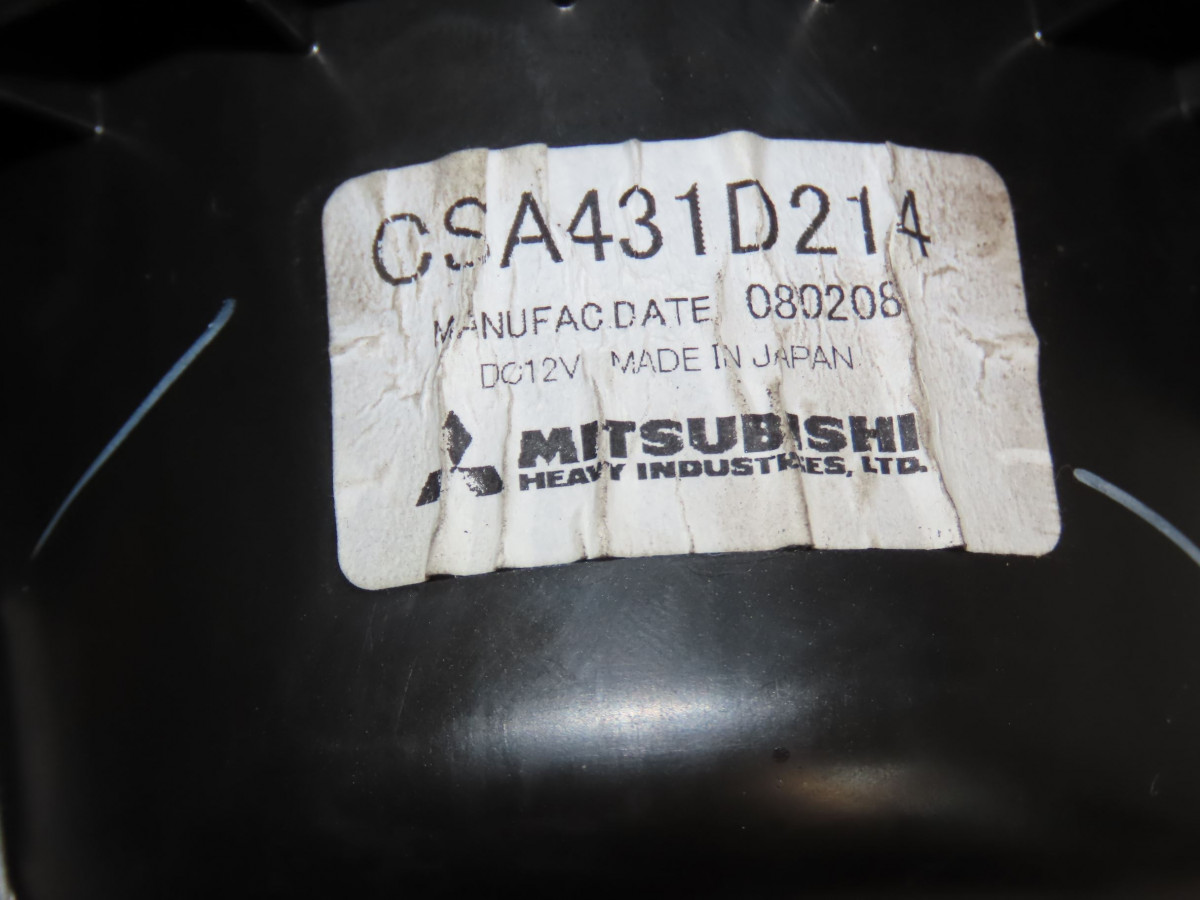 CSA431D214
MANUFAC.DATE 080208
DC12V MADE IN JAPAN
MITSUBISHI
HEAVY INDUSTRIES, LTD.